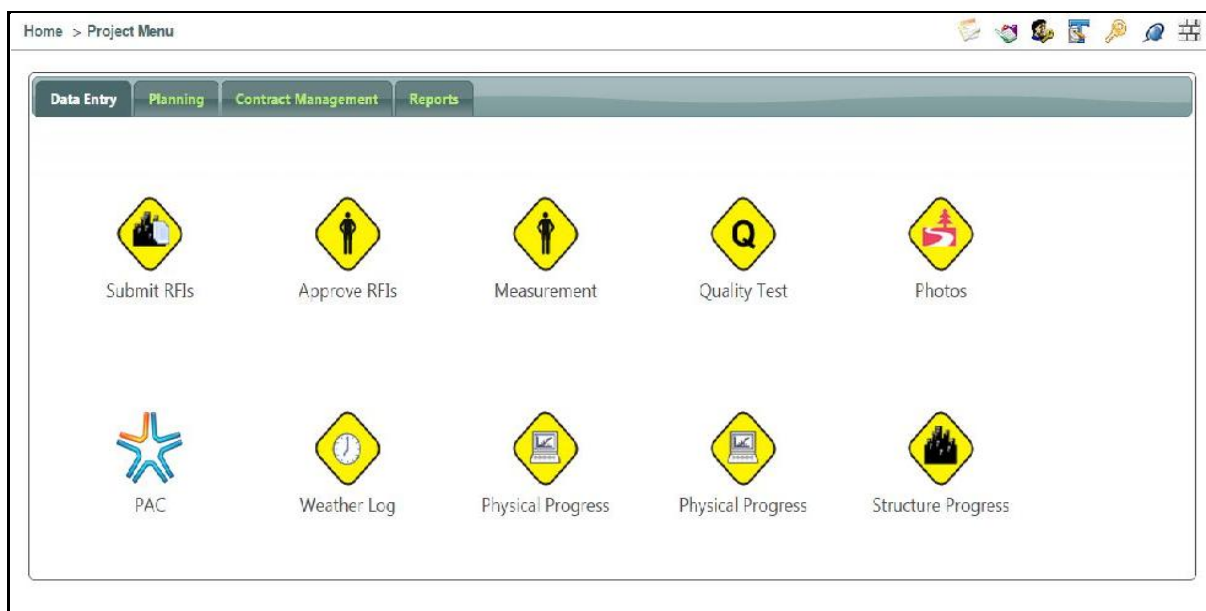 Home > Project Menu
Data Entry Planning Contract Management Reports
Submit RFIs Approve RFIs Measurement Quality Test Photos
PAC Weather Log Physical Progress Physical Progress Structure Progress
Q